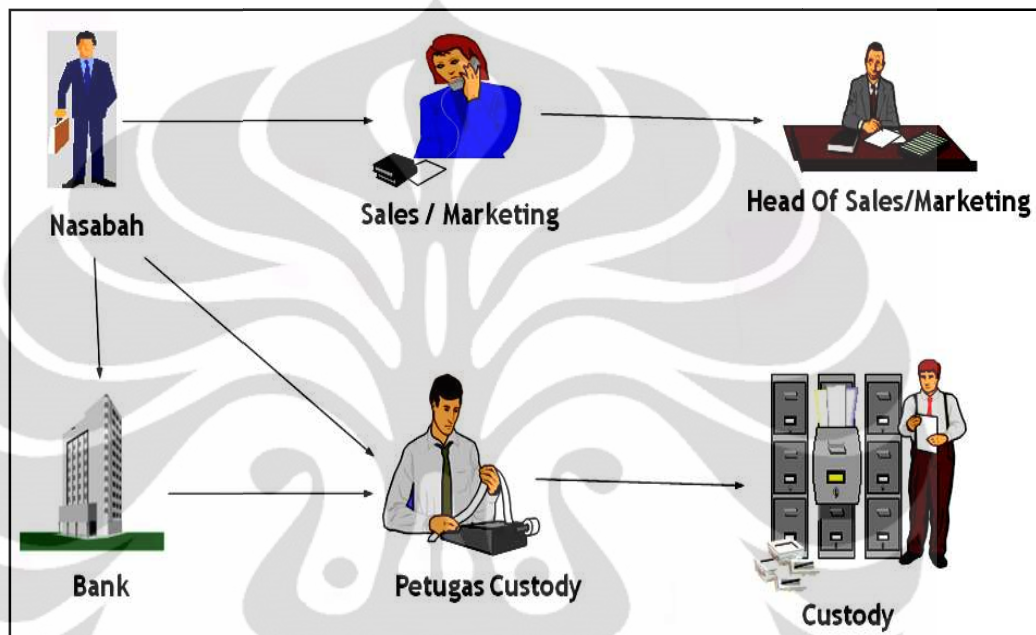 Nasabah
Sales / Marketing
Head Of Sales/Marketing
Bank
Petugas Custody
Custody